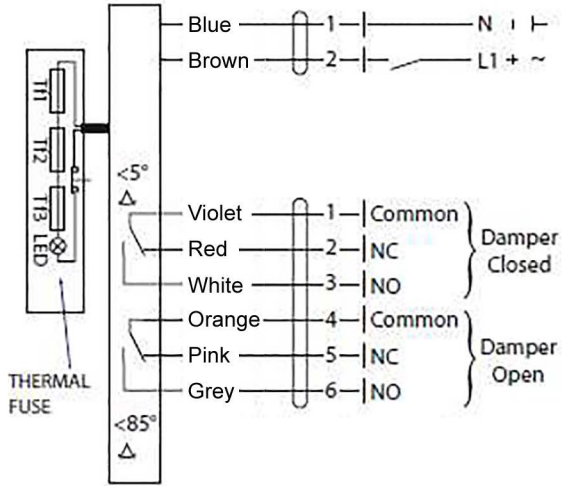 Blue 1 N
Brown 2 L1 + ~
Tf1
Tf2
Tf3
LED
<5°
Violet 1 Common
Red 2 NC
White 3 NO
Damper
Closed
Orange 4 Common
Pink 5 NC
Grey 6 NO
Damper
Open
<85°
THERMAL
FUSE